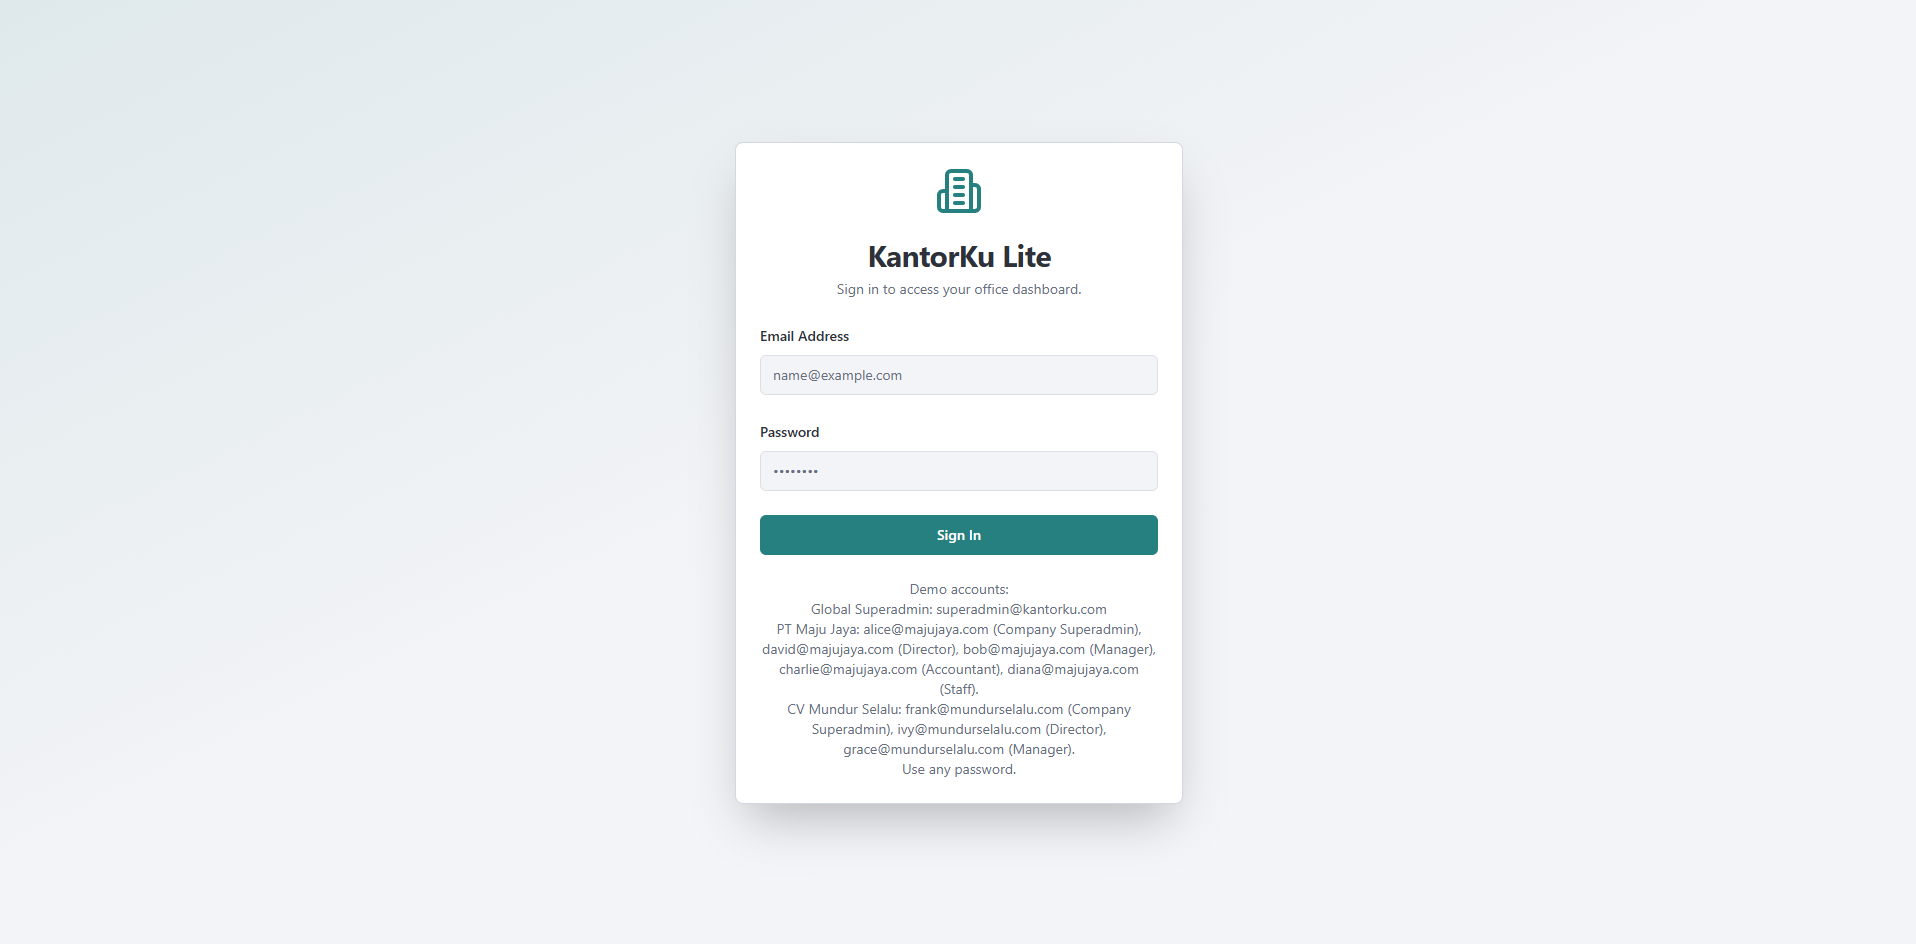 KantorKu Lite
Sign in to access your office dashboard.
Email Address
name@example.com
Password
••••••••
Sign In
Demo accounts:
Global Superadmin: superadmin@kantorku.com
PT Maju Jaya: alice@majujaya.com (Company Superadmin),
david@majujaya.com (Director), bob@majujaya.com (Manager),
charlie@majujaya.com (Accountant), diana@majujaya.com
(Staff).
CV Mundur Selalu: frank@mundurselalu.com (Company
Superadmin), ivy@mundurselalu.com (Director),
grace@mundurselalu.com (Manager).
Use any password.